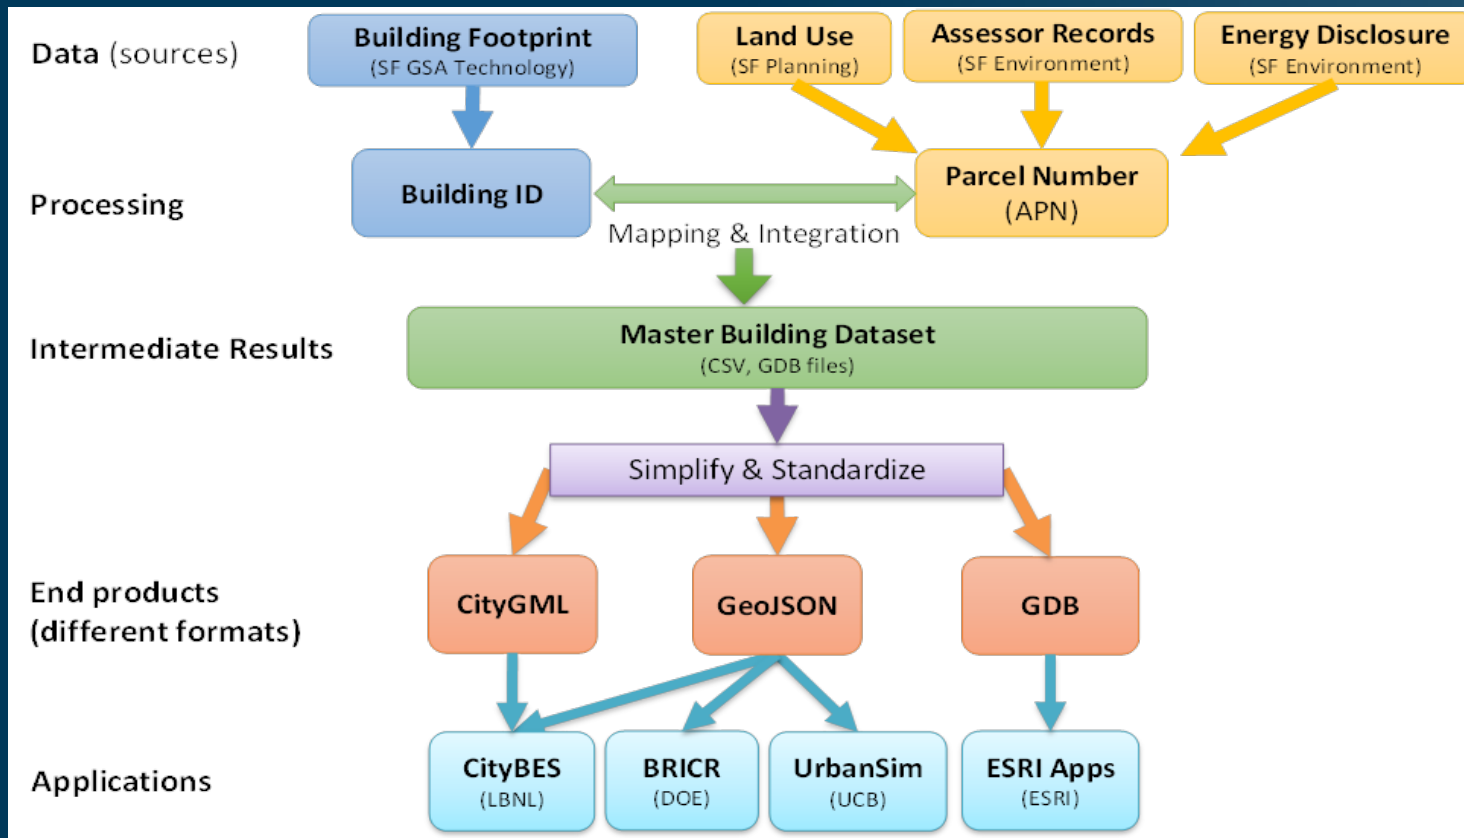 Data (sources)
Building Footprint
(SF GSA Technology)
Land Use
(SF Planning)
Assessor Records
(SF Environment)
Energy Disclosure
(SF Environment)
Processing
Building ID
Mapping & Integration
Parcel Number
(APN)
Intermediate Results
Master Building Dataset
(CSV, GDB files)
Simplify & Standardize
End products
(different formats)
CityGML
GeoJSON
GDB
Applications
CityBES
(LBNL)
BRICR
(DOE)
UrbanSim
(UCB)
ESRI Apps
(ESRI)